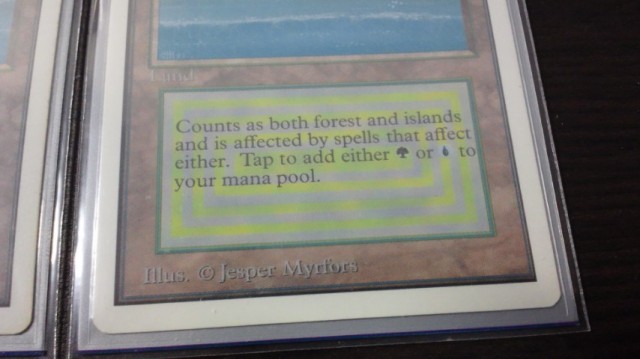 Land
Counts as both forest and islands
and is affected by spells that affect
either. Tap to add either or to
your mana pool.
Illus. © Jesper Myrfors